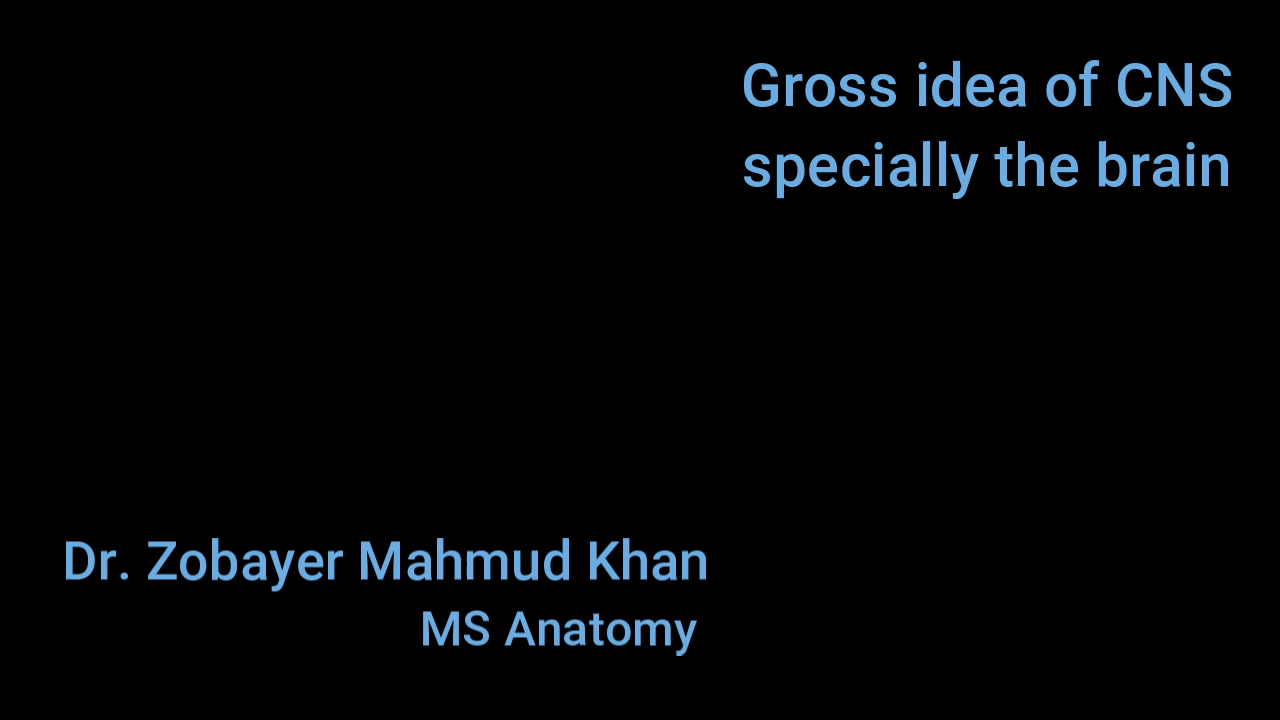 Gross idea of CNS
specially the brain
Dr. Zobayer Mahmud Khan
MS Anatomy